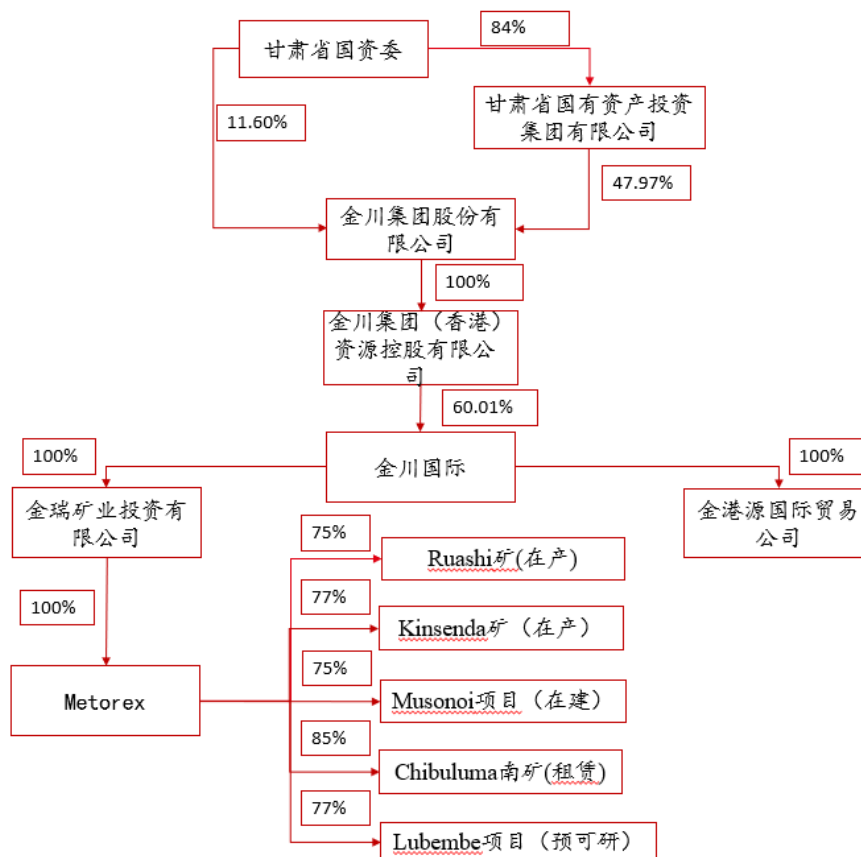 甘肃省国资委
84%
11.60%
甘肃省国有资产投资
集团有限公司
47.97%
金川集团股份有
限公司
100%
金川集团（香港）
资源控股有限公
司
60.01%
金川国际
100%
100%
金瑞矿业投资有
限公司
金港源国际贸易
公司
100%
Metorex
75%
Ruashi矿(在产)
77%
Kinsenda矿（在产）
75%
Musonoi项目（在建）
85%
Chibuluma南矿(租赁)
77%
Lubembe项目（预可研）